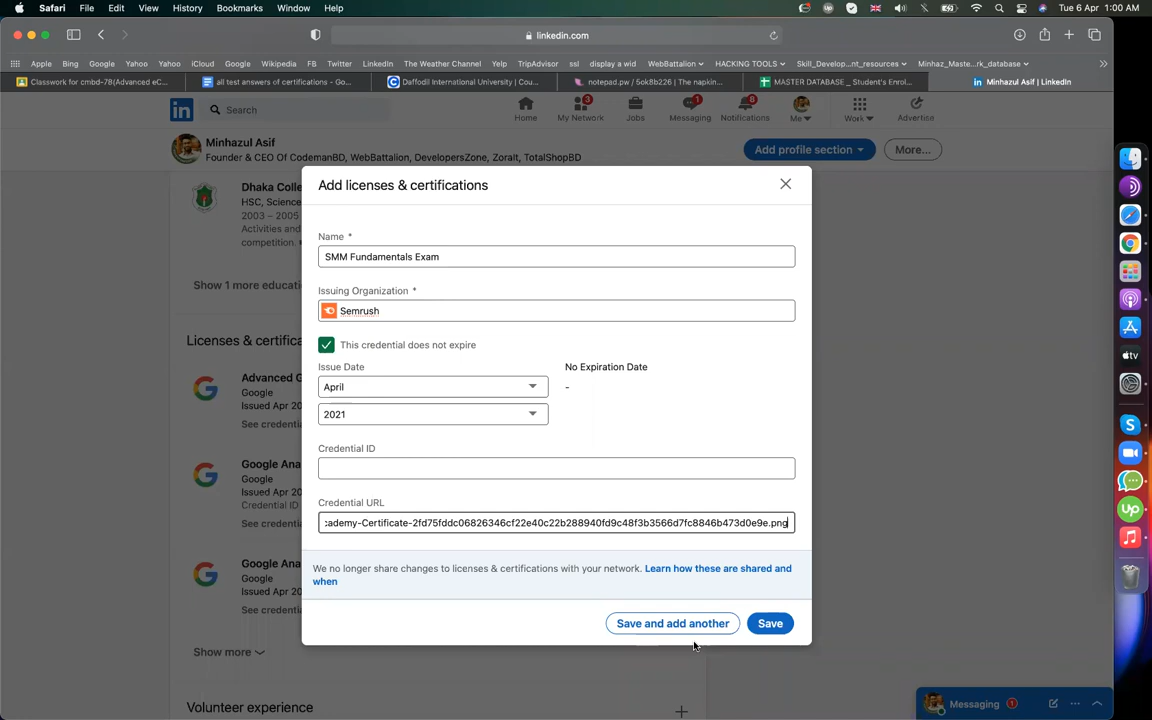 Safari File Edit View History Bookmarks Window Help Tue 6 Apr 1:00 AM
linkedin.com
Apple Bing Google Yahoo Yahoo iCloud Google Wikipedia FB Twitter LinkedIn The Weather Channel Yelp TripAdvisor ssl display a wid WebBattalion HACKING TOOLS Skill_Develop...nt_resources Minhaz_Maste...rk_database
Classwork for cmbd-78(Advanced eC... all test answers of certifications - Go... Daffodil International University | Cou... notepad.pw / 5ok8b226 | The napkin... MASTER DATABASE _ Student's Enrol... Minhazul Asif | LinkedIn
Search
Home My Network 3 Jobs Messaging 1 Notifications 8 Me Work Advertise
Minhazul Asif
Founder & CEO Of CodemanBD, WebBattalion, DevelopersZone, Zoralt, TotalShopBD
Add profile section More...
Dhaka Colle
HSC, Science
2003 – 2005
Activities and
competition.
Show 1 more educati
Licenses & certifica
Advanced G
Google
Issued Apr 20
See credentia
Google Ana
Google
Issued Apr 20
Credential ID
See credentia
Google Ana
Google
Issued Apr 20
See credentia
Show more
Volunteer experience
Add licenses & certifications
Name *
SMM Fundamentals Exam
Issuing Organization *
Semrush
This credential does not expire
Issue Date No Expiration Date
April -
2021
Credential ID
Credential URL
:ademy-Certificate-2fd75fddc06826346cf22e40c22b288940fd9c48f3b3566d7fc8846b473d0e9e.png
We no longer share changes to licenses & certifications with your network. Learn how these are shared and
when
Save and add another Save
Messaging 1
tv
S
Up